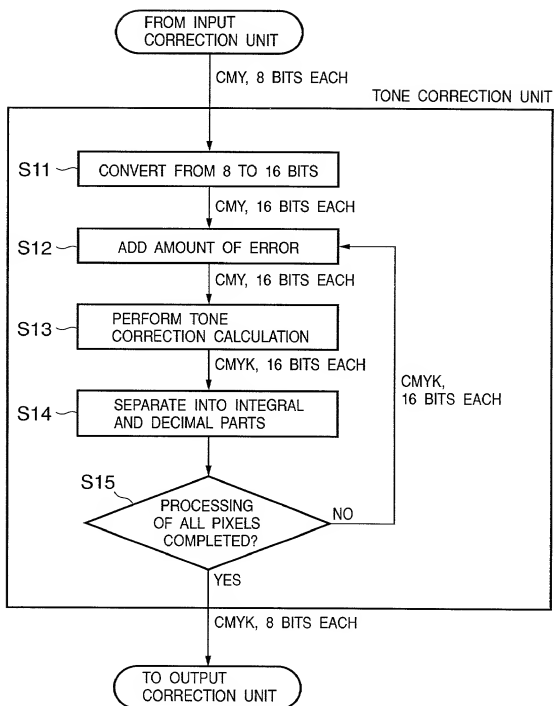 FROM INPUT
CORRECTION UNIT
CMY, 8 BITS EACH
TONE CORRECTION UNIT
S11
CONVERT FROM 8 TO 16 BITS
CMY, 16 BITS EACH
S12
ADD AMOUNT OF ERROR
CMY, 16 BITS EACH
S13
PERFORM TONE
CORRECTION CALCULATION
CMYK, 16 BITS EACH
CMYK,
16 BITS EACH
S14
SEPARATE INTO INTEGRAL
AND DECIMAL PARTS
S15
PROCESSING
OF ALL PIXELS
COMPLETED?
NO
YES
CMYK, 8 BITS EACH
TO OUTPUT
CORRECTION UNIT